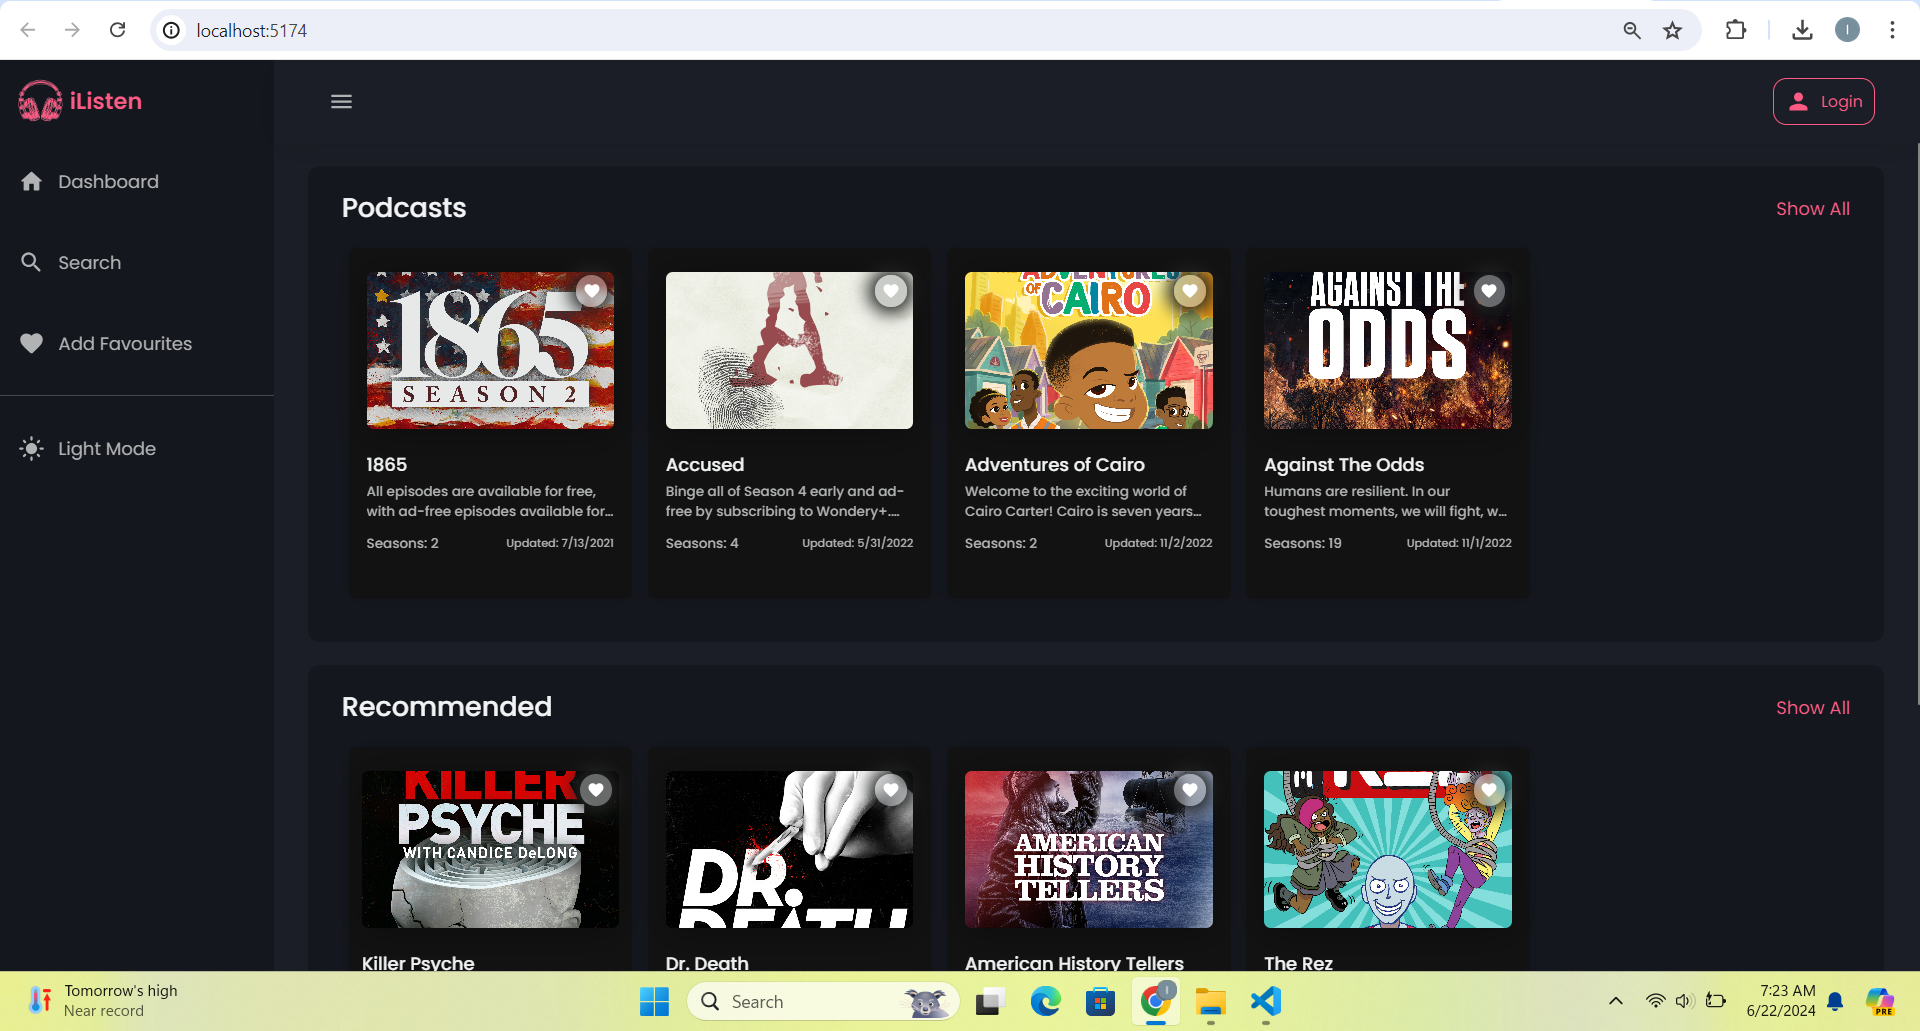 localhost:5174
iListen
Login
Dashboard
Search
Add Favourites
Light Mode
Podcasts
Show All
1865
SEASON 2
ADVENTURES
OF CAIRO
AGAINST THE
ODDS
1865
All episodes are available for free,
with ad-free episodes available for...
Seasons: 2
Updated: 7/13/2021
Accused
Binge all of Season 4 early and ad-
free by subscribing to Wondery+....
Seasons: 4
Updated: 5/31/2022
Adventures of Cairo
Welcome to the exciting world of
Cairo Carter! Cairo is seven years...
Seasons: 2
Updated: 11/2/2022
Against The Odds
Humans are resilient. In our
toughest moments, we will fight, w...
Seasons: 19
Updated: 11/1/2022
Recommended
Show All
KILLER
PSYCHE
WITH CANDICE DeLONG
DR.
DEATH
AMERICAN
HISTORY
TELLERS
REZ
Killer Psyche
Dr. Death
American History Tellers
The Rez
Tomorrow's high
Near record
Search
7:23 AM
6/22/2024
PRE